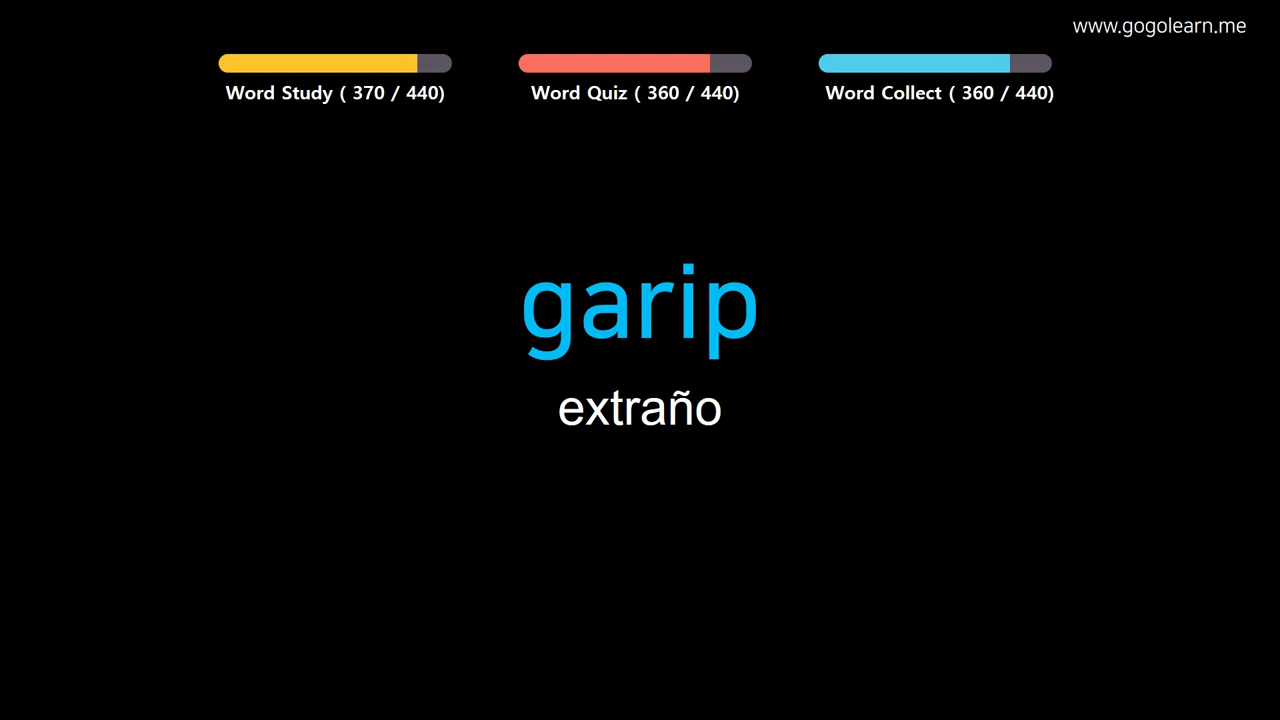 www.gogolearn.me
Word Study ( 370 / 440)
Word Quiz ( 360 / 440)
Word Collect ( 360 / 440)
garip
extraño